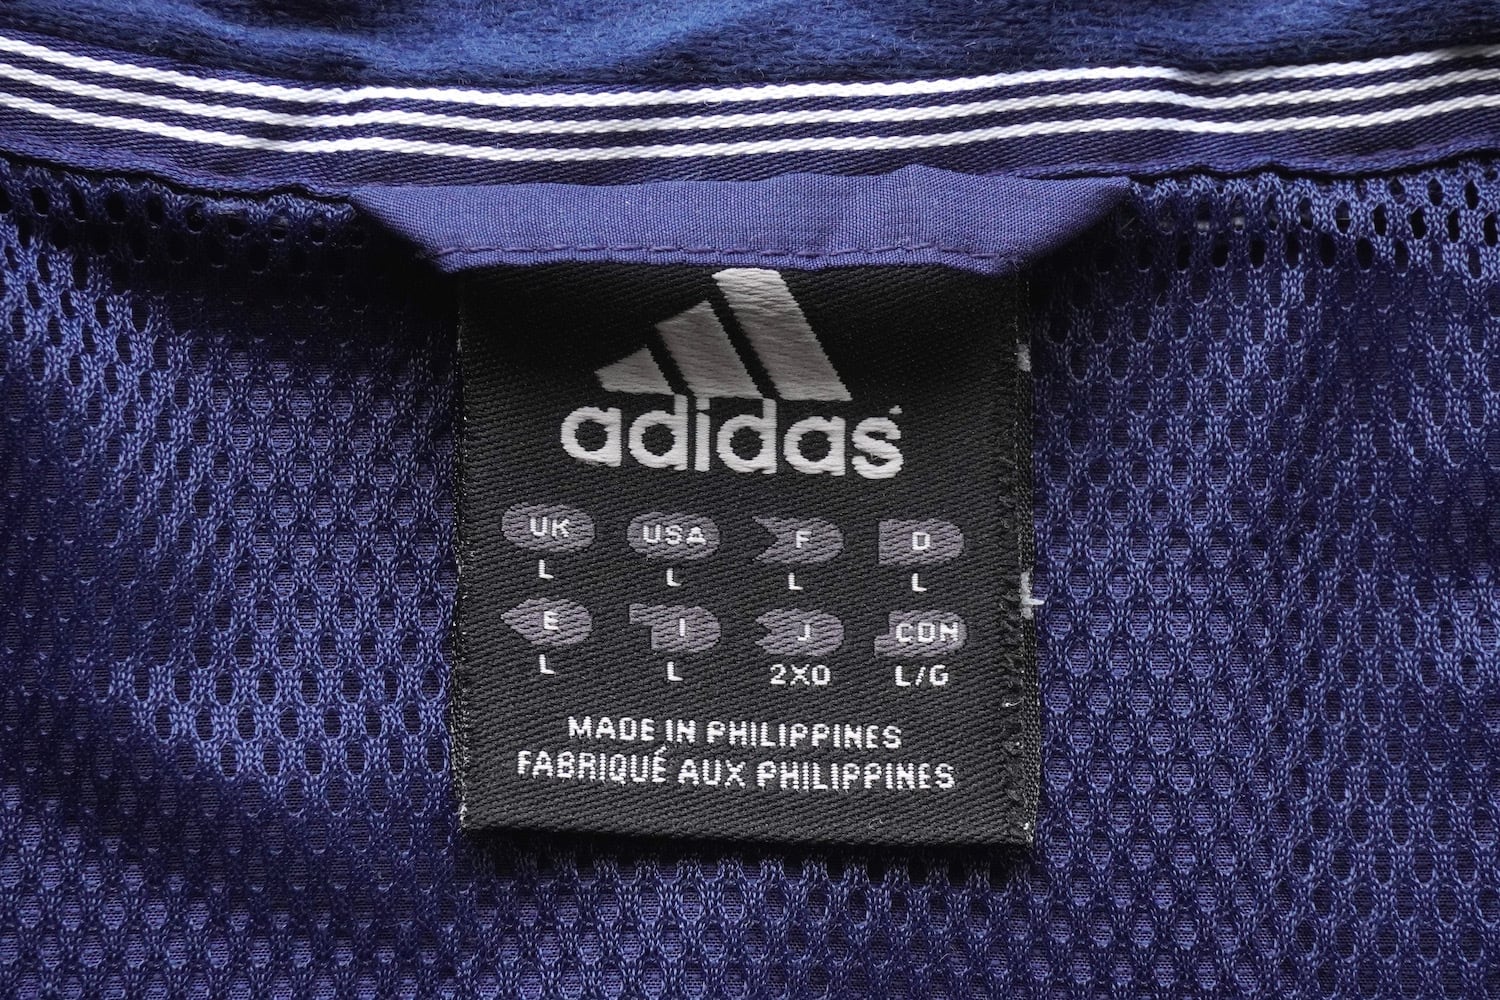 adidas
UK USA F D
L L L L
E I J CDN
L L 2XO L/G
MADE IN PHILIPPINES
FABRIQUÉ AUX PHILIPPINES